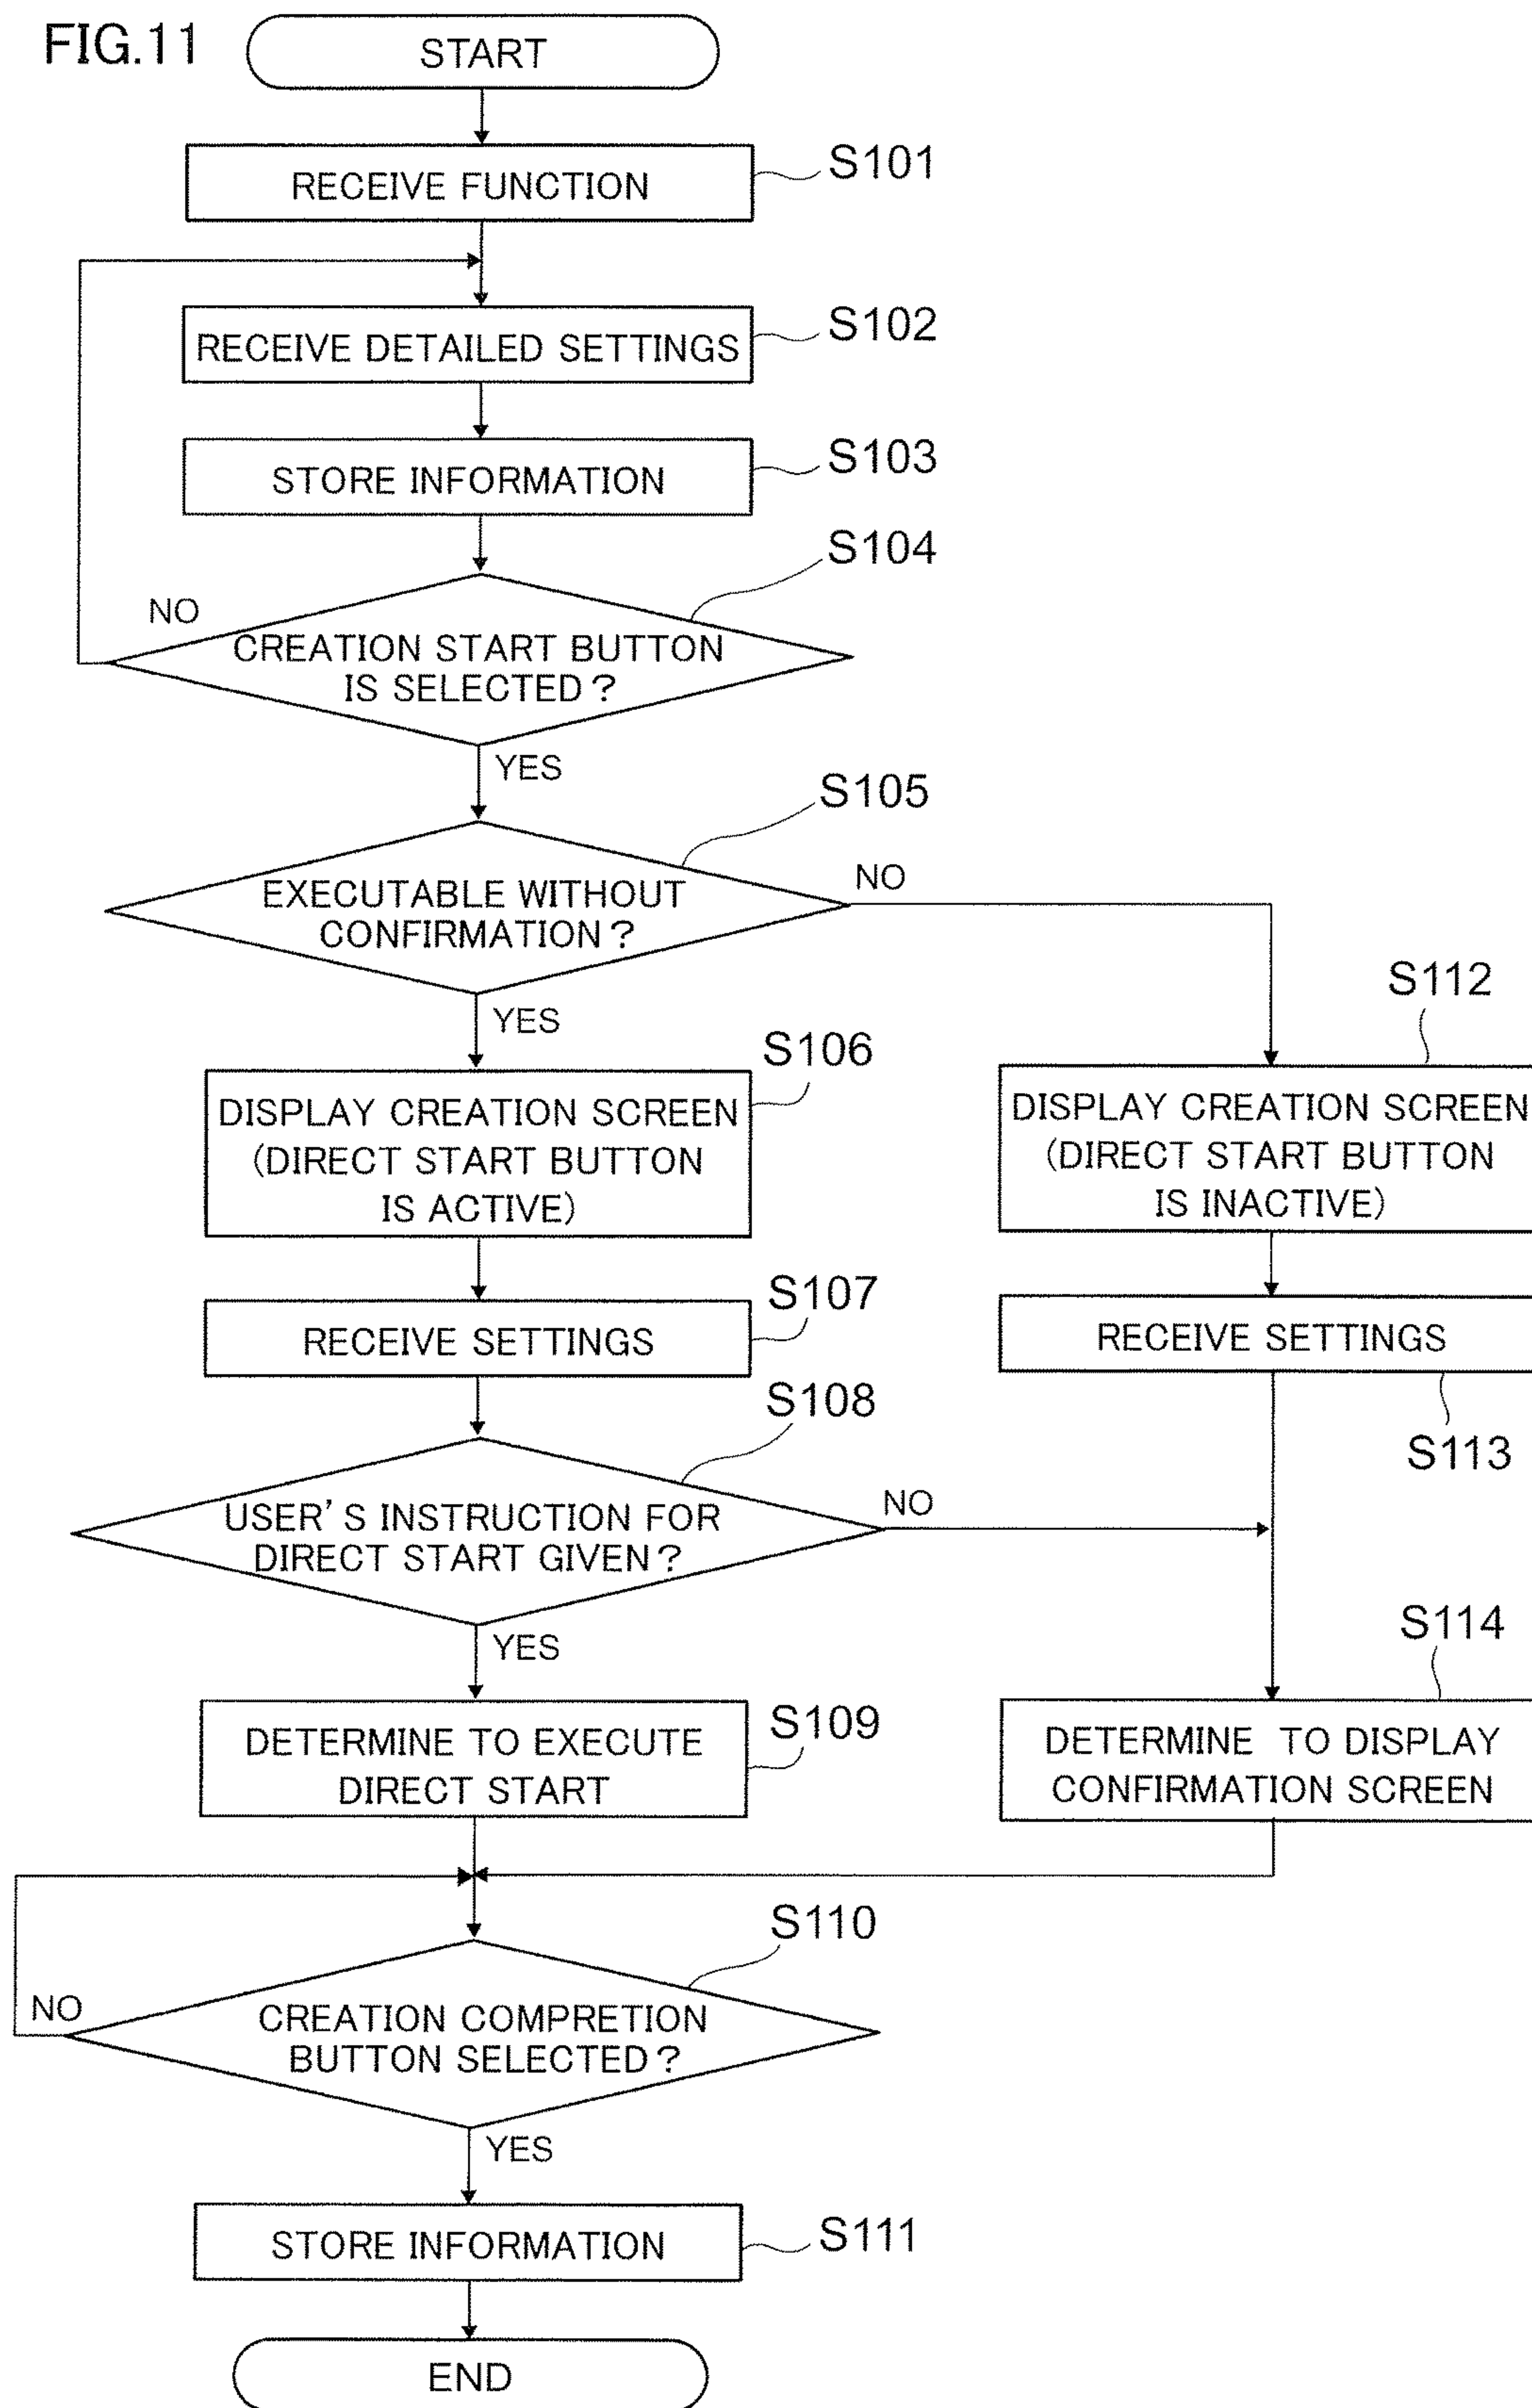 FIG.11
START
RECEIVE FUNCTION
S101
RECEIVE DETAILED SETTINGS
S102
STORE INFORMATION
S103
S104
NO
CREATION START BUTTON
IS SELECTED?
YES
S105
EXECUTABLE WITHOUT
CONFIRMATION?
NO
YES
S106
DISPLAY CREATION SCREEN
(DIRECT START BUTTON
IS ACTIVE)
S112
DISPLAY CREATION SCREEN
(DIRECT START BUTTON
IS INACTIVE)
S107
RECEIVE SETTINGS
RECEIVE SETTINGS
S113
S108
USER'S INSTRUCTION FOR
DIRECT START GIVEN?
NO
YES
S109
DETERMINE TO EXECUTE
DIRECT START
S114
DETERMINE TO DISPLAY
CONFIRMATION SCREEN
S110
NO
CREATION COMPRETION
BUTTON SELECTED?
YES
STORE INFORMATION
S111
END